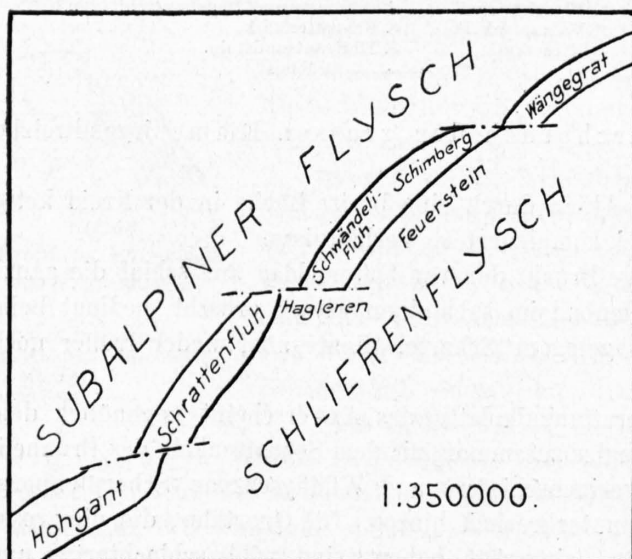 Wängegrat
SUBALPINER FLYSCH
Schwändeli-
Fluh.
Schimberg
Feuerstein
Hagleren
Schrattenfluh
SCHLIERENFLYSCH
Hohgant
1:350000